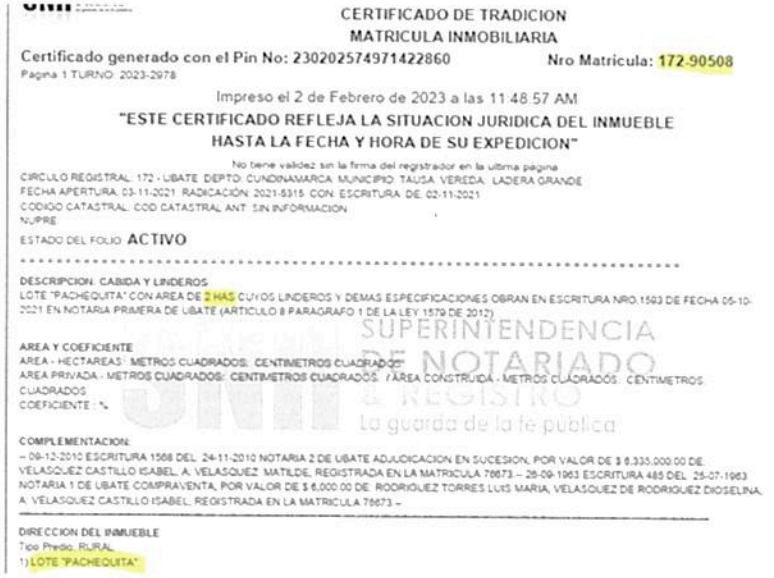 CERTIFICADO DE TRADICION
MATRICULA INMOBILIARIA
Certificado generado con el Pin No: 230202574971422860
Nro Matricula: 172-90508
Pagina 1 TURNO: 2023-2978
Impreso el 2 de Febrero de 2023 a las 11:48:57 AM
"ESTE CERTIFICADO REFLEJA LA SITUACION JURIDICA DEL INMUEBLE
HASTA LA FECHA Y HORA DE SU EXPEDICION"
No tiene validez sin la firma del registrador en la ultima pagina
CIRCULO REGISTRAL: 172 - UBATE DEPTO: CUNDINAMARCA MUNICIPIO: TAUSA VEREDA: LADERA GRANDE
FECHA APERTURA: 03-11-2021 RADICACIÓN: 2021-5315 CON: ESCRITURA DE: 02-11-2021
CODIGO CATASTRAL: COD CATASTRAL ANT: SIN INFORMACION
NUPRE:
ESTADO DEL FOLIO: ACTIVO
DESCRIPCION: CABIDA Y LINDEROS
LOTE "PACHEQUITA" CON AREA DE 2 HAS CUYOS LINDEROS Y DEMAS ESPECIFICACIONES OBRAN EN ESCRITURA NRO.1593 DE FECHA 05-10-
2021 EN NOTARIA PRIMERA DE UBATE (ARTICULO 8 PARAGRAFO 1 DE LA LEY 1579 DE 2012)
SUPERINTENDENCIA
DE NOTARIADO
& REGISTRO
La guarda de la fe pública
AREA Y COEFICIENTE
AREA - HECTAREAS: METROS CUADRADOS: CENTIMETROS CUADRADOS:
AREA PRIVADA - METROS CUADRADOS: CENTIMETROS CUADRADOS: / AREA CONSTRUIDA - METROS CUADRADOS: CENTIMETROS:
CUADRADOS
COEFICIENTE : %
COMPLEMENTACION:
-- 09-12-2010 ESCRITURA 1568 DEL 24-11-2010 NOTARIA 2 DE UBATE ADJUDICACION EN SUCESION, POR VALOR DE $ 6,335,000.00 DE:
VELASQUEZ CASTILLO ISABEL, A: VELASQUEZ MATILDE, REGISTRADA EN LA MATRICULA 76673.-- 26-09-1963 ESCRITURA 485 DEL 25-07-1963
NOTARIA 1 DE UBATE COMPRAVENTA, POR VALOR DE $ 6,000.00 DE: RODRIGUEZ TORRES LUIS MARIA, VELASQUEZ DE RODRIGUEZ DIOSELINA,
A: VELASQUEZ CASTILLO ISABEL, REGISTRADA EN LA MATRICULA 76673.--
DIRECCION DEL INMUEBLE
Tipo Predio: RURAL
1) LOTE "PACHEQUITA"